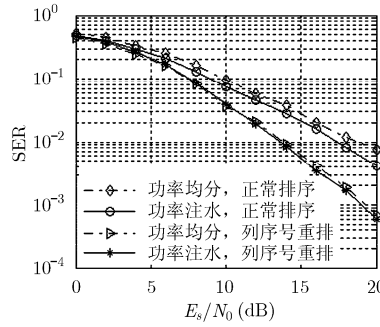 10^0
10^-1
10^-2
10^-3
10^-4
SER
功率均分，正常排序
功率注水，正常排序
功率均分，列序号重排
功率注水，列序号重排
0 5 10 15 20
E_s/N_0 (dB)